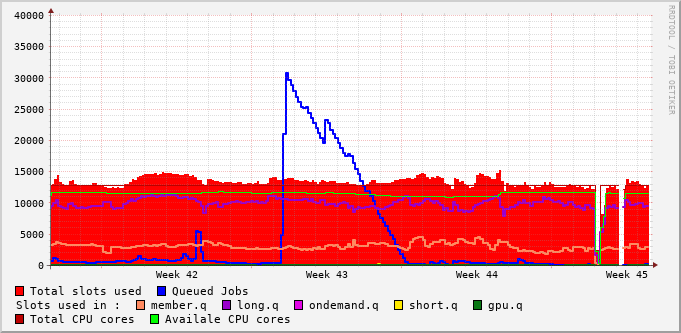 40000
35000
30000
25000
20000
15000
10000
5000
0
Week 42 Week 43 Week 44 Week 45
RRDTOOL / TOBI OETIKER
Total slots used Queued Jobs
Slots used in : member.q long.q ondemand.q short.q gpu.q
Total CPU cores Availale CPU cores